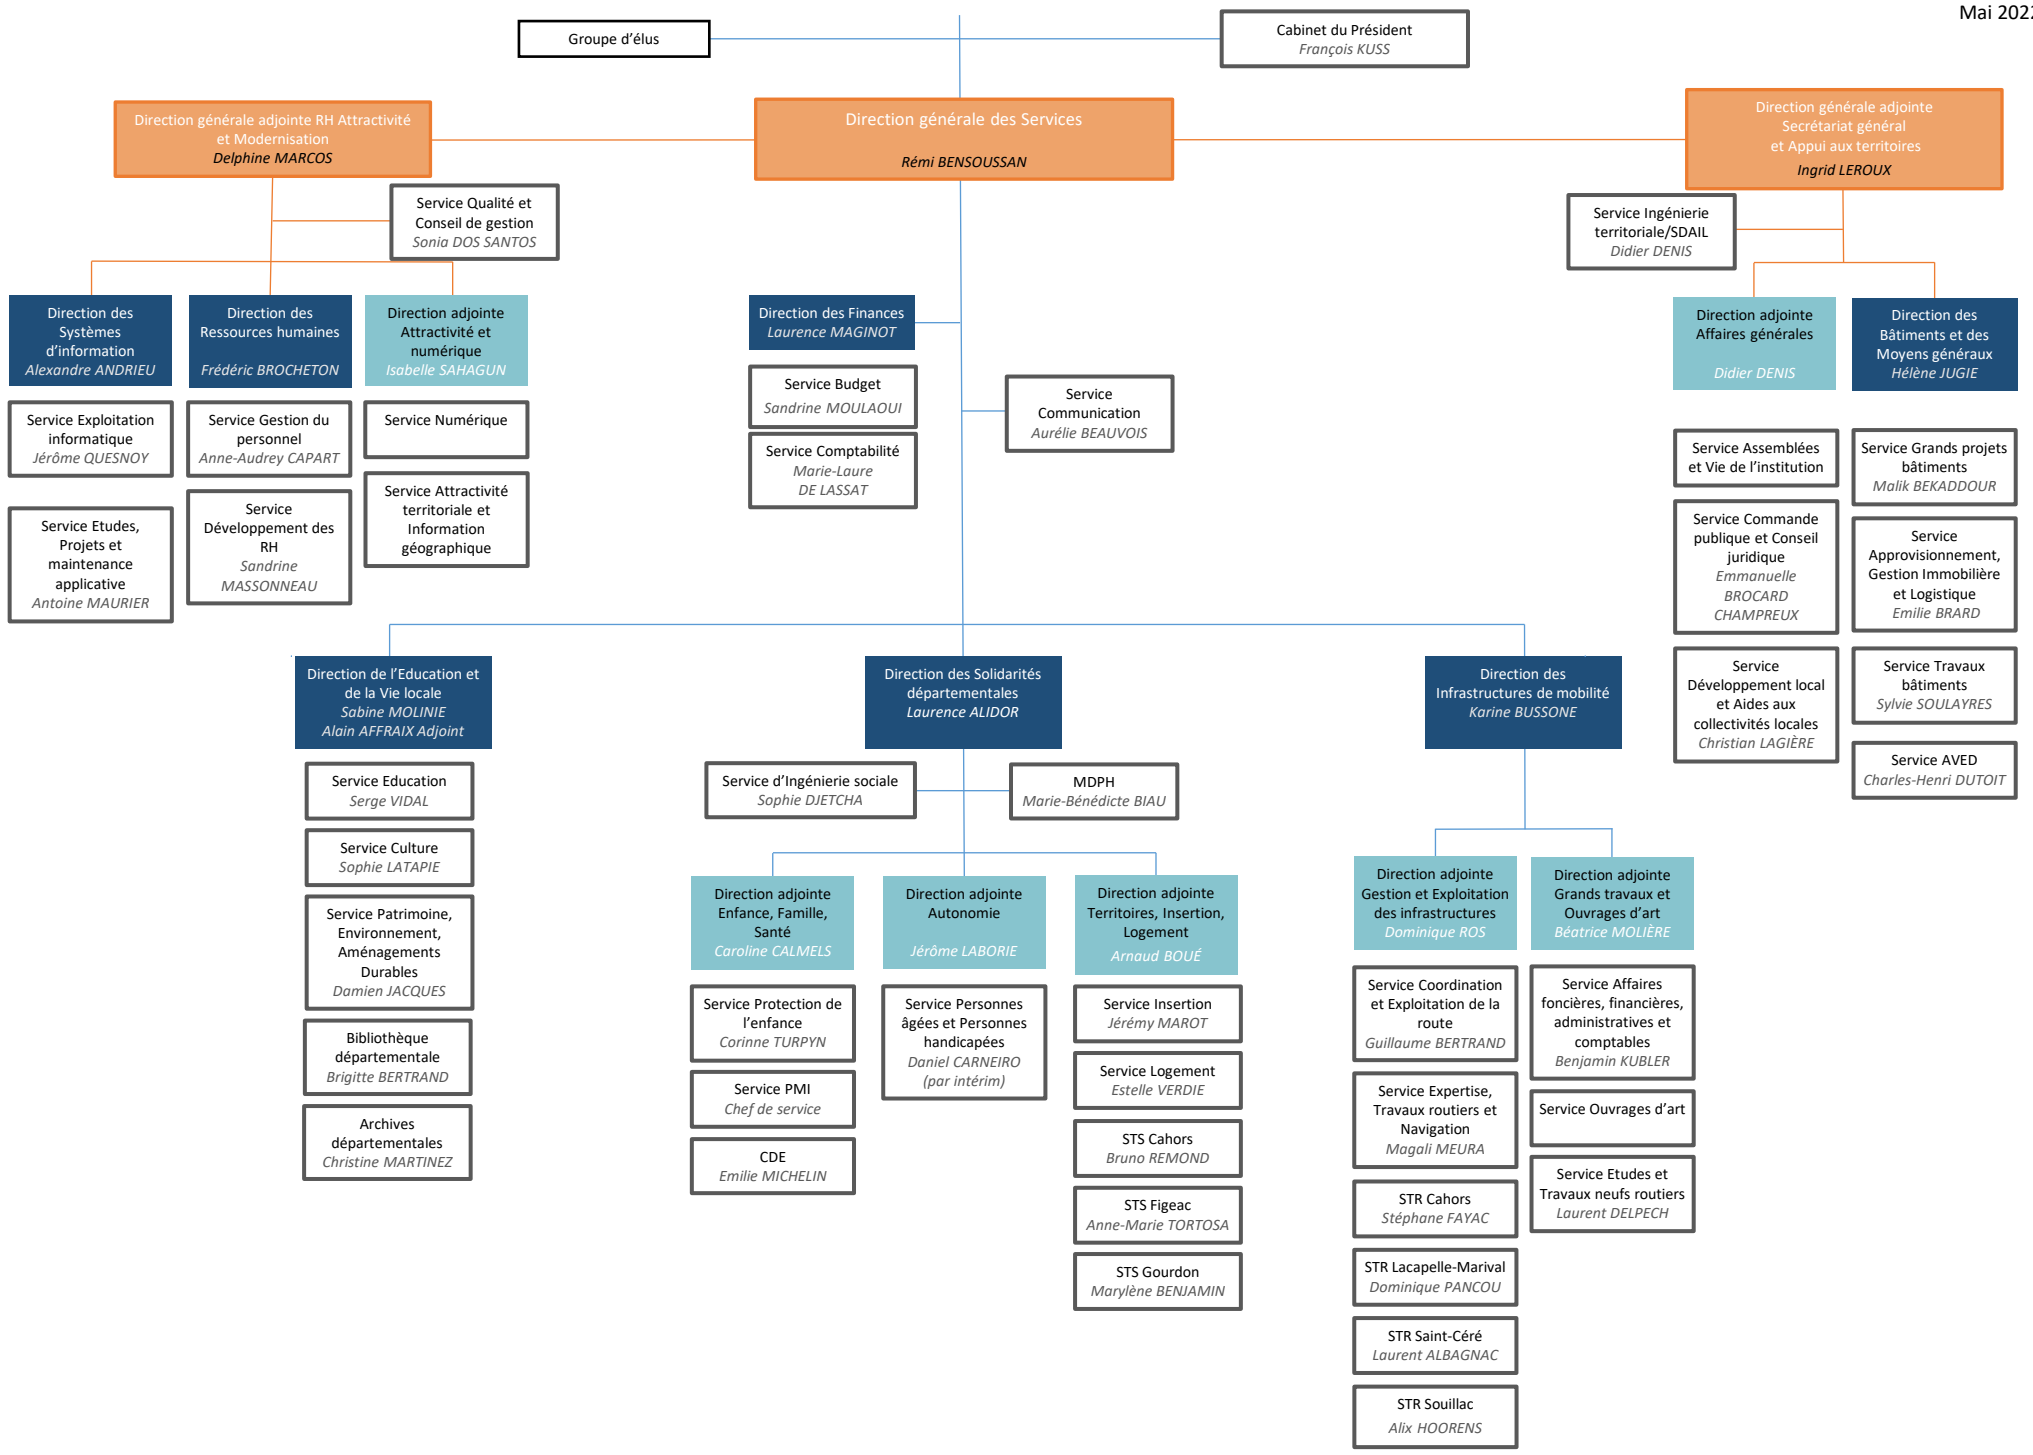 Mai 2022
Groupe d’élus
Cabinet du Président
François KUSS
Direction générale adjointe RH Attractivité
et Modernisation
Delphine MARCOS
Direction générale des Services
Rémi BENSOUSSAN
Direction générale adjointe
Secrétariat général
et Appui aux territoires
Ingrid LEROUX
Service Qualité et
Conseil de gestion
Sonia DOS SANTOS
Service Ingénierie
territoriale/SDAIL
Didier DENIS
Direction des
Systèmes
d’information
Alexandre ANDRIEU
Direction des
Ressources humaines
Frédéric BROCHETON
Direction adjointe
Attractivité et
numérique
Isabelle SAHAGUN
Direction des Finances
Laurence MAGINOT
Direction adjointe
Affaires générales
Didier DENIS
Direction des
Bâtiments et des
Moyens généraux
Hélène JUGIE
Service Exploitation
informatique
Jérôme QUESNOY
Service Etudes,
Projets et
maintenance
applicative
Antoine MAURIER
Service Gestion du
personnel
Anne-Audrey CAPART
Service
Développement des
RH
Sandrine
MASSONNEAU
Service Numérique
Service Attractivité
territoriale et
Information
géographique
Service Budget
Sandrine MOULAOUI
Service Comptabilité
Marie-Laure
DE LASSAT
Service
Communication
Aurélie BEAUVOIS
Service Assemblées
et Vie de l’institution
Service Commande
publique et Conseil
juridique
Emmanuelle
BROCARD
CHAMPREUX
Service
Développement local
et Aides aux
collectivités locales
Christian LAGIÈRE
Service Grands projets
bâtiments
Malik BEKADDOUR
Service
Approvisionnement,
Gestion Immobilière
et Logistique
Emilie BRARD
Service Travaux
bâtiments
Sylvie SOULAYRES
Service AVED
Charles-Henri DUTOIT
Direction de l’Education et
de la Vie locale
Sabine MOLINIE
Alain AFFRAIX Adjoint
Direction des Solidarités
départementales
Laurence ALIDOR
Direction des
Infrastructures de mobilité
Karine BUSSONE
Service Education
Serge VIDAL
Service Culture
Sophie LATAPIE
Service Patrimoine,
Environnement,
Aménagements
Durables
Damien JACQUES
Bibliothèque
départementale
Brigitte BERTRAND
Archives
départementales
Christine MARTINEZ
Service d’Ingénierie sociale
Sophie DJETCHA
MDPH
Marie-Bénédicte BIAU
Direction adjointe
Enfance, Famille,
Santé
Caroline CALMELS
Direction adjointe
Autonomie
Jérôme LABORIE
Direction adjointe
Territoires, Insertion,
Logement
Arnaud BOUÉ
Service Protection de
l’enfance
Corinne TURPYN
Service PMI
Chef de service
CDE
Emilie MICHELIN
Service Personnes
âgées et Personnes
handicapées
Daniel CARNEIRO
(par intérim)
Service Insertion
Jérémy MAROT
Service Logement
Estelle VERDIE
STS Cahors
Bruno REMOND
STS Figeac
Anne-Marie TORTOSA
STS Gourdon
Marylène BENJAMIN
Direction adjointe
Gestion et Exploitation
des infrastructures
Dominique ROS
Direction adjointe
Grands travaux et
Ouvrages d’art
Béatrice MOLIÈRE
Service Coordination
et Exploitation de la
route
Guillaume BERTRAND
Service Expertise,
Travaux routiers et
Navigation
Magali MEURA
STR Cahors
Stéphane FAYAC
STR Lacapelle-Marival
Dominique PANCOU
STR Saint-Céré
Laurent ALBAGNAC
STR Souillac
Alix HOORENS
Service Affaires
foncières, financières,
administratives et
comptables
Benjamin KUBLER
Service Ouvrages d’art
Service Etudes et
Travaux neufs routiers
Laurent DELPECH